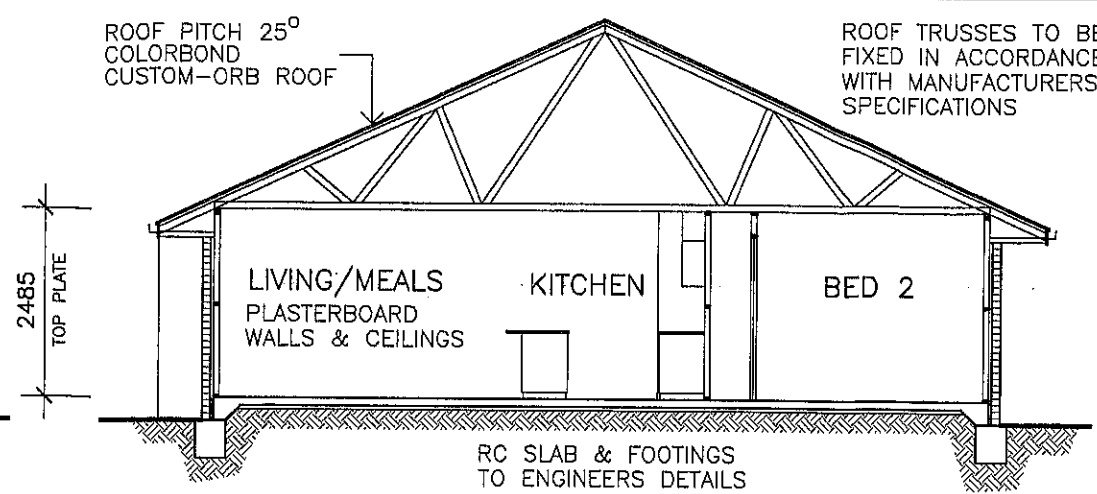 ROOF PITCH 25°
COLORBOND
CUSTOM-ORB ROOF
ROOF TRUSSES TO BE
FIXED IN ACCORDANCE
WITH MANUFACTURERS
SPECIFICATIONS
2485
TOP PLATE
LIVING/MEALS
PLASTERBOARD
WALLS & CEILINGS
KITCHEN
BED 2
RC SLAB & FOOTINGS
TO ENGINEERS DETAILS